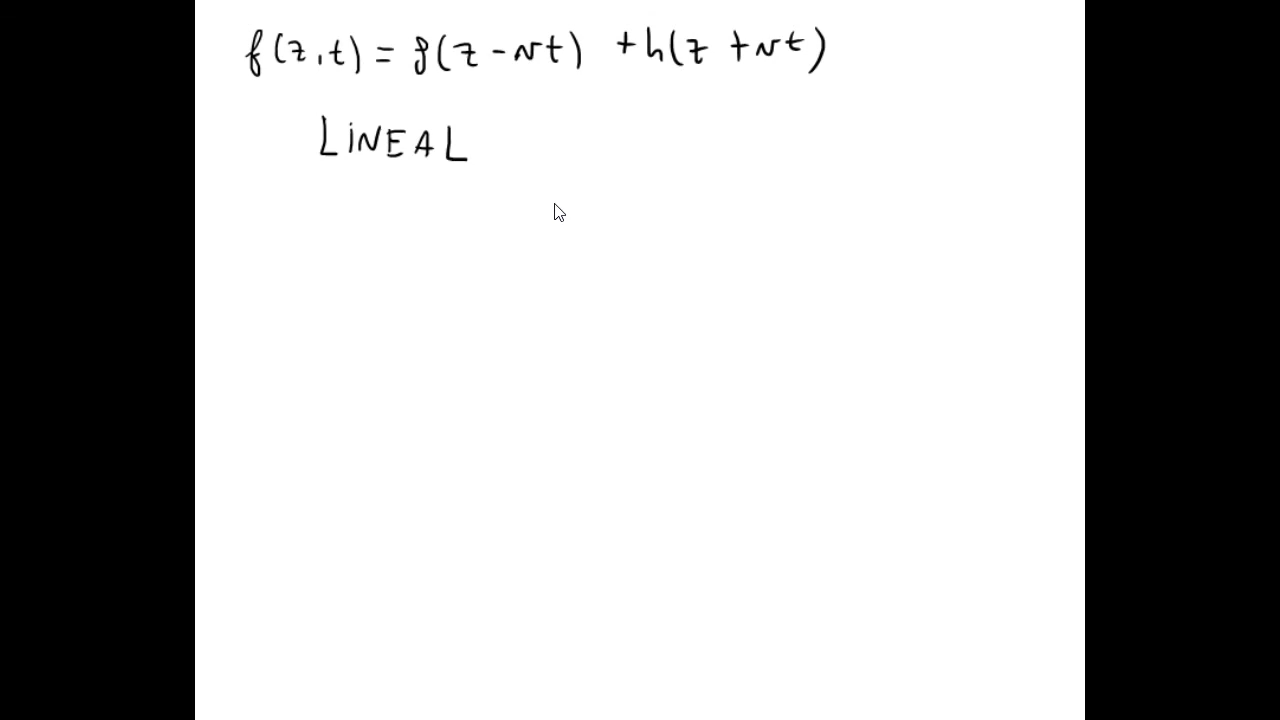 f(z,t) = g(z - vt) + h(z + vt)
LINEAL